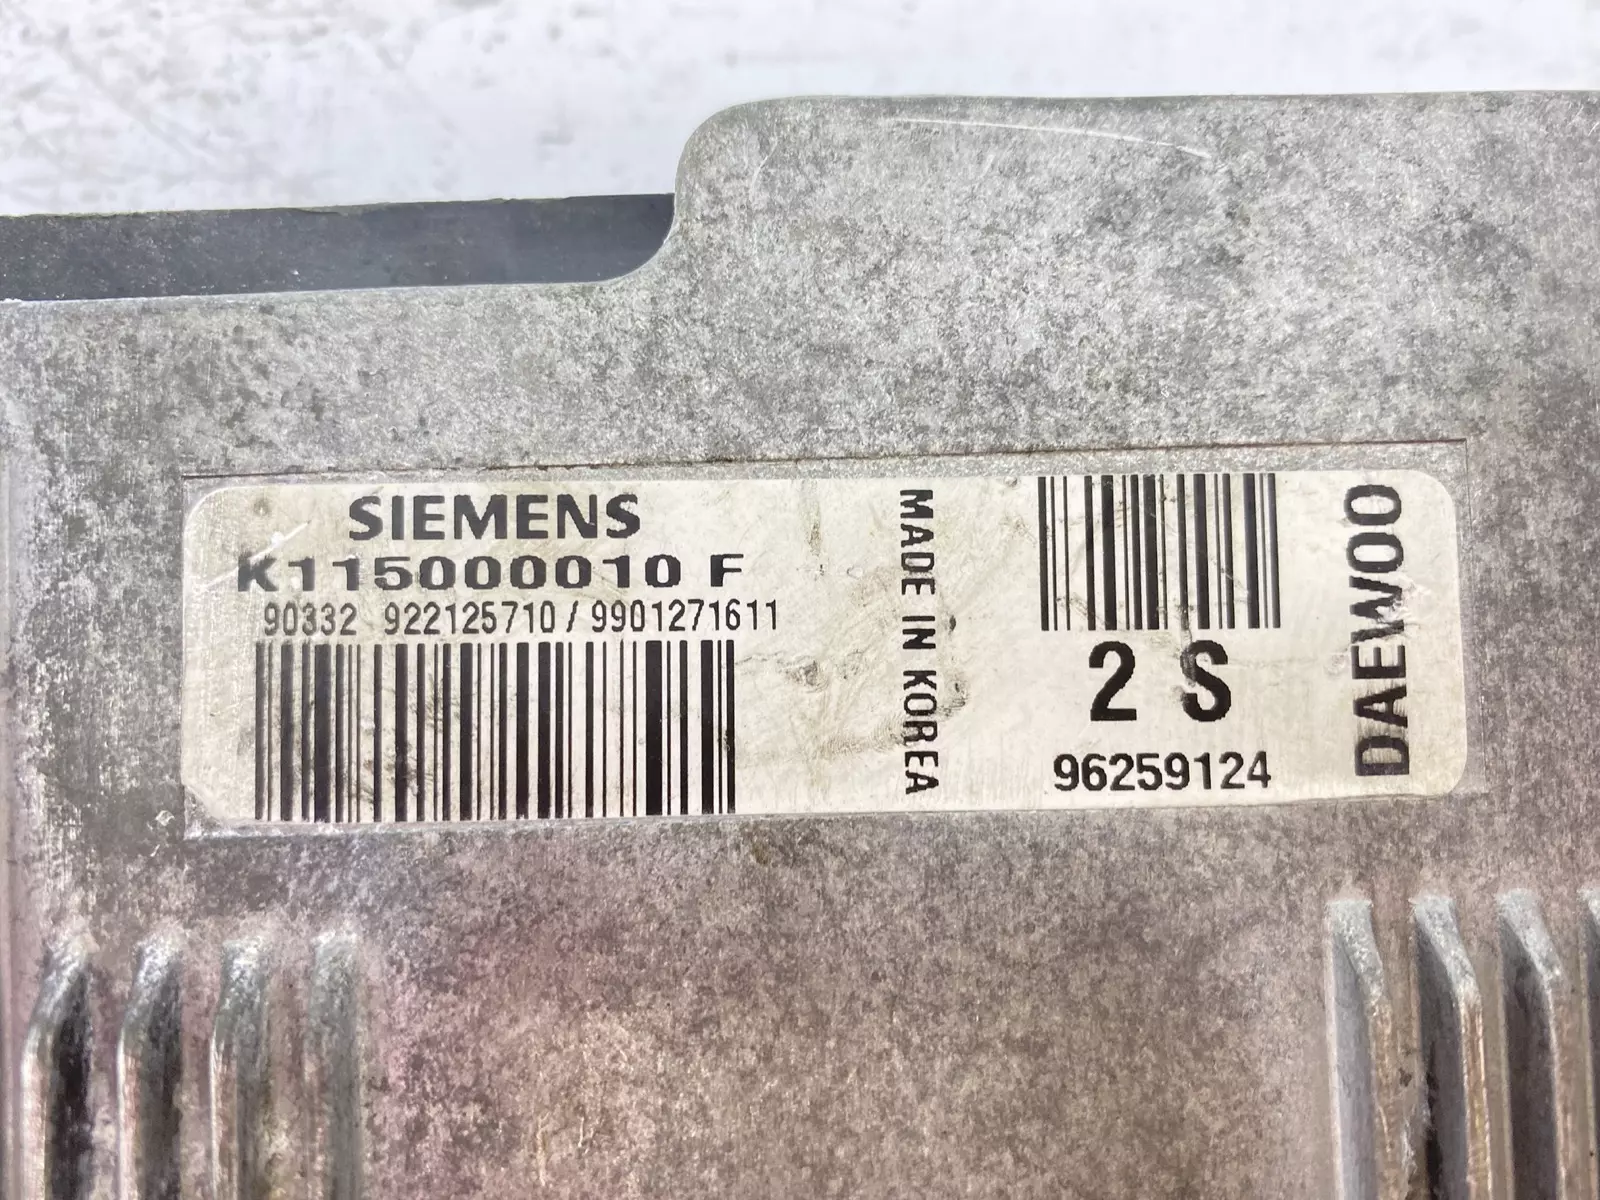 SIEMENS
K115000010 F
90332 922125710 / 9901271611
MADE IN KOREA
2 S
96259124
DAEWOO